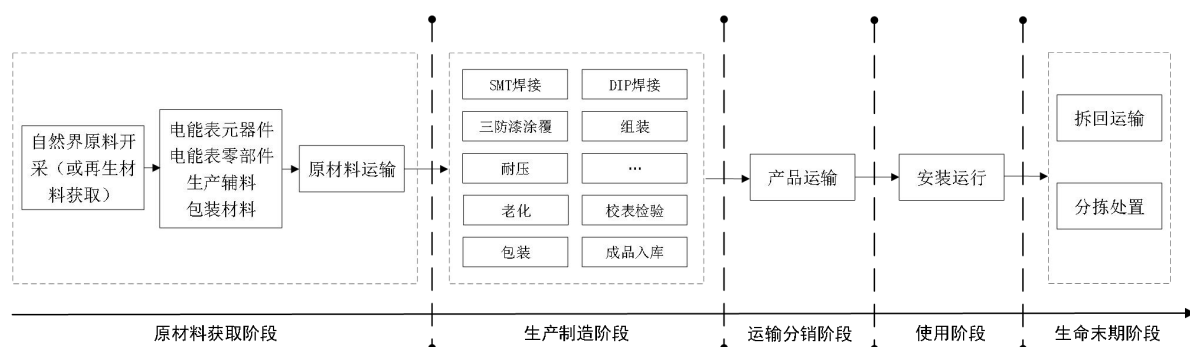 自然界原料开
采（或再生材
料获取）
电能表元器件
电能表零部件
生产辅料
包装材料
原材料运输
SMT焊接
DIP焊接
三防漆涂覆
组装
耐压
…
老化
校表检验
包装
成品入库
产品运输
安装运行
拆回运输
分拣处置
原材料获取阶段
生产制造阶段
运输分销阶段
使用阶段
生命末期阶段